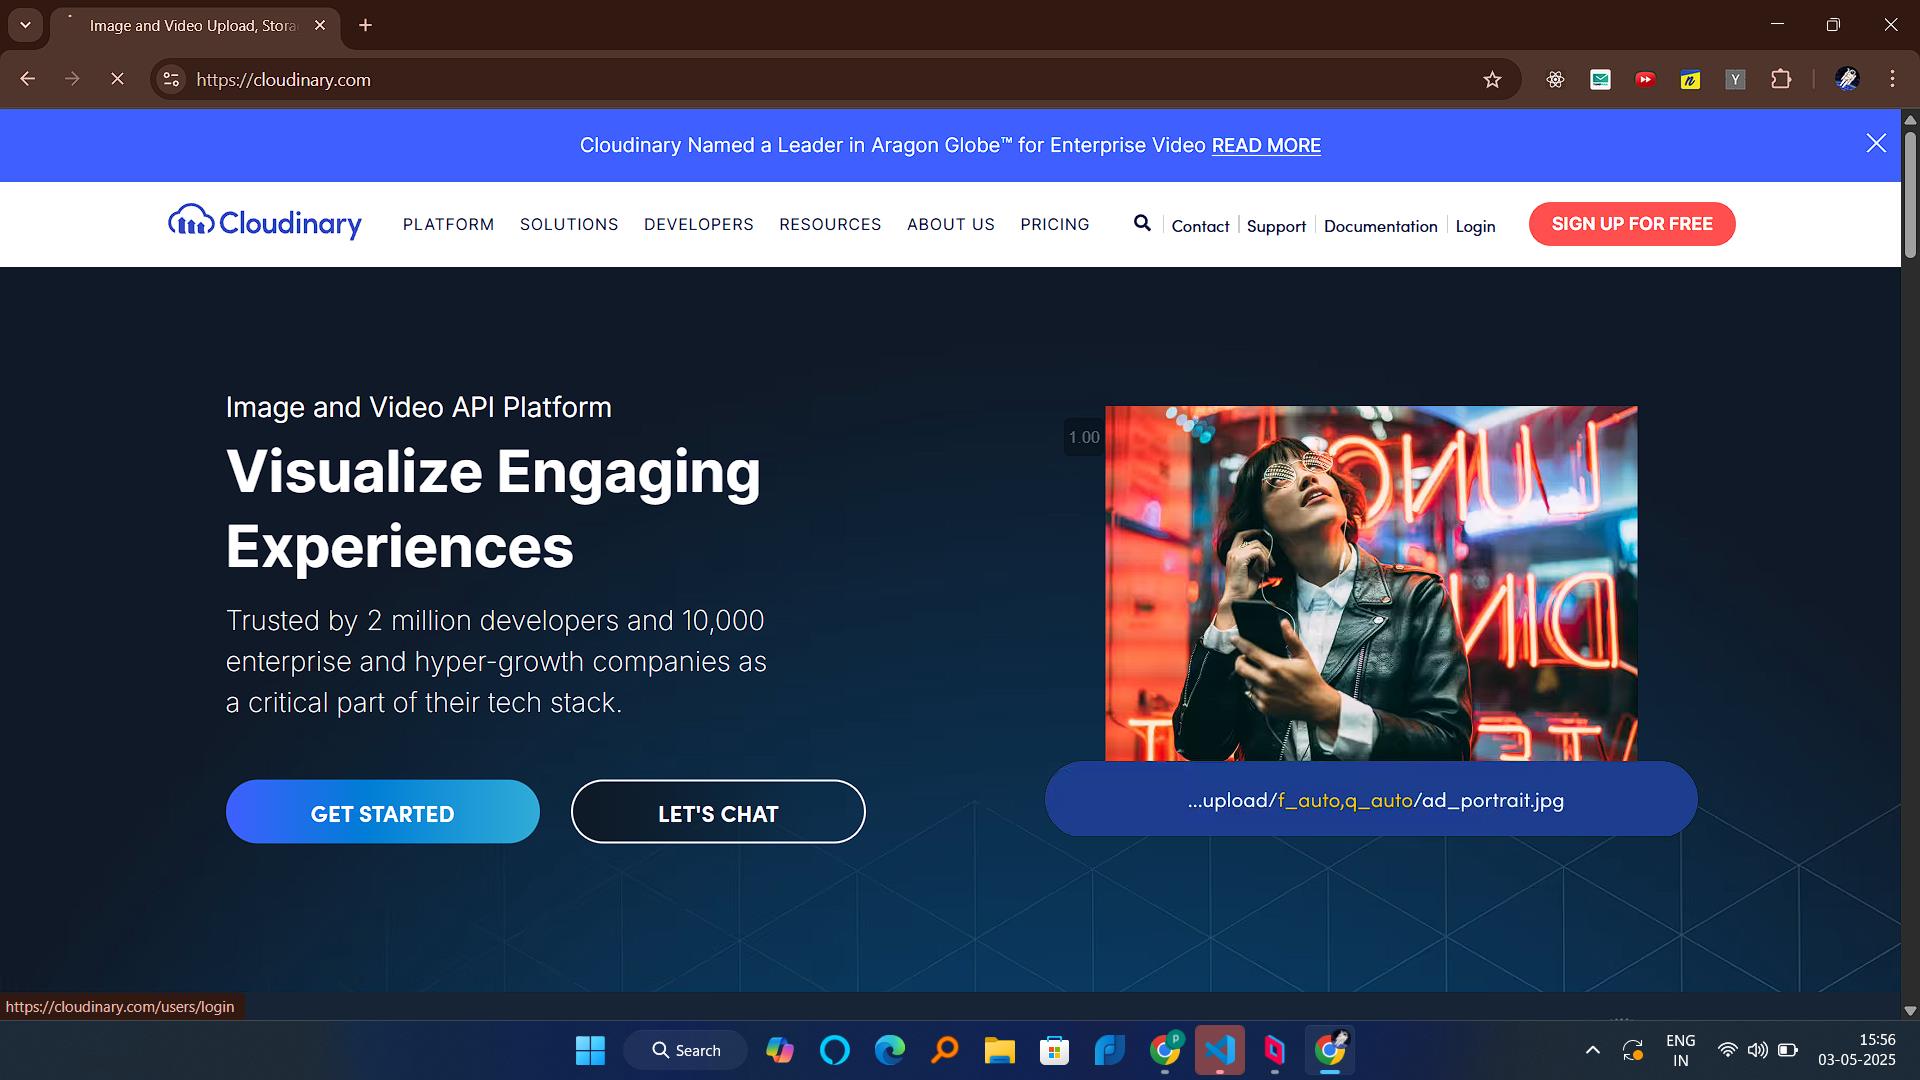 Image and Video Upload, Stora
https://cloudinary.com
Cloudinary Named a Leader in Aragon Globe™ for Enterprise Video READ MORE
Cloudinary
PLATFORM
SOLUTIONS
DEVELOPERS
RESOURCES
ABOUT US
PRICING
Contact
Support
Documentation
Login
SIGN UP FOR FREE
Image and Video API Platform
Visualize Engaging
Experiences
Trusted by 2 million developers and 10,000
enterprise and hyper-growth companies as
a critical part of their tech stack.
GET STARTED
LET'S CHAT
1.00
...upload/f_auto,q_auto/ad_portrait.jpg
https://cloudinary.com/users/login
Search
ENG
IN
15:56
03-05-2025